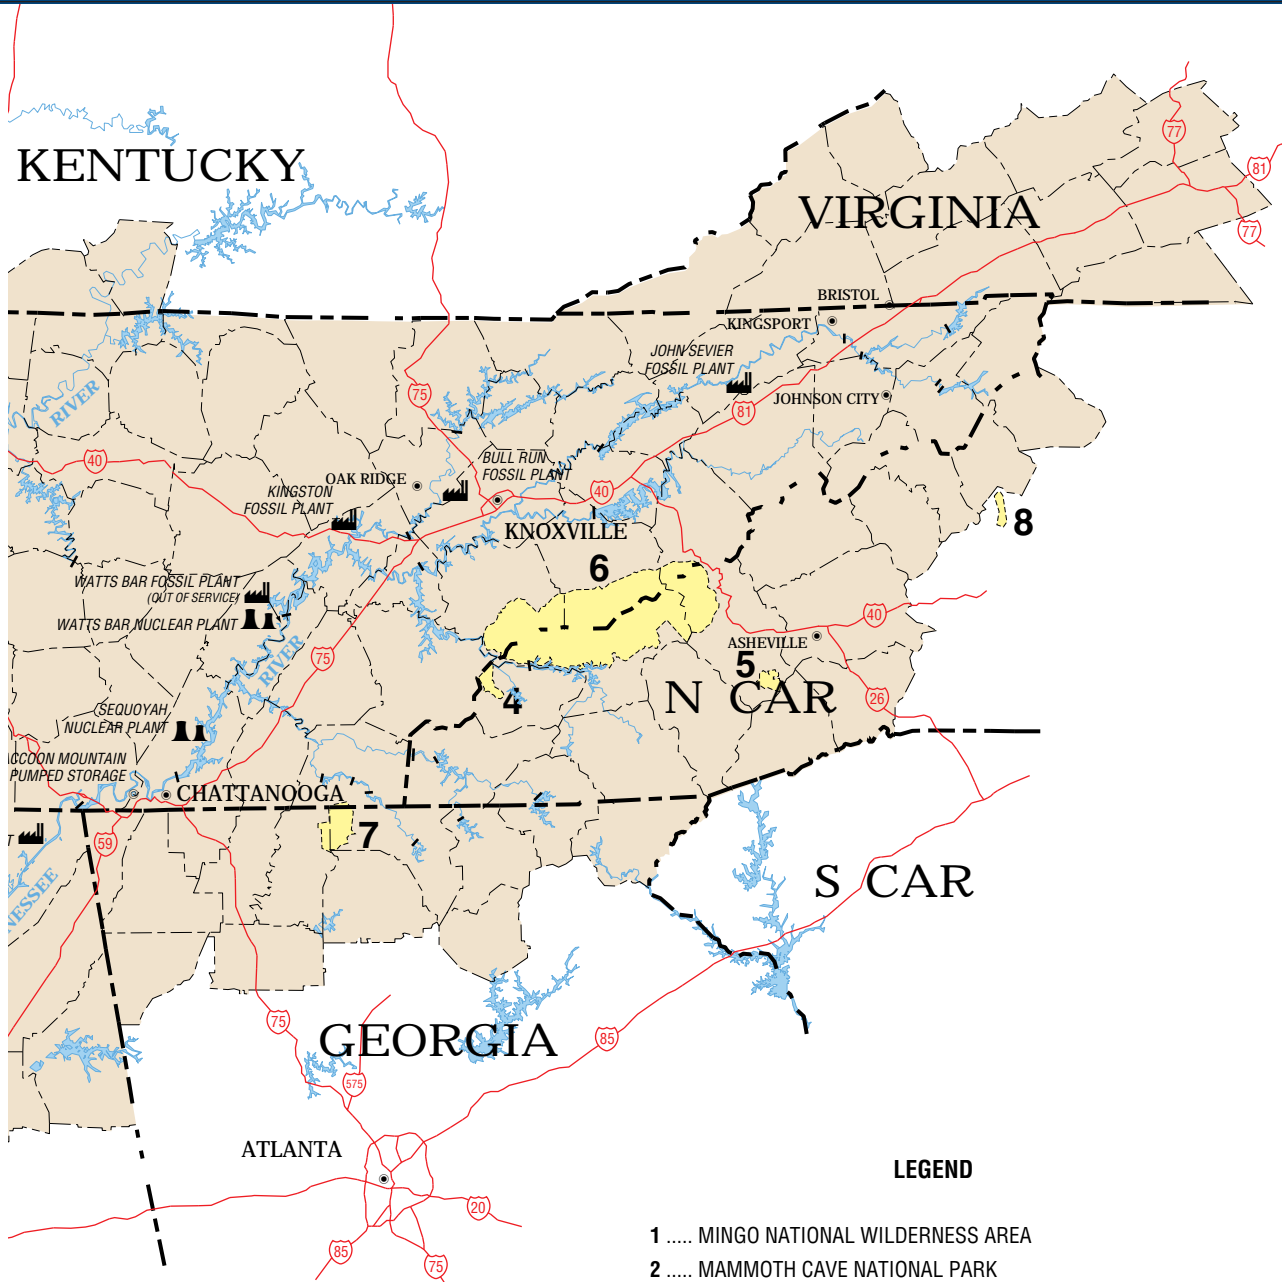 KENTUCKY
VIRGINIA
77
81
77
BRISTOL
KINGSPORT
JOHN SEVIER
FOSSIL PLANT
RIVER
75
81
JOHNSON CITY
40
BULL RUN
FOSSIL PLANT
OAK RIDGE
KINGSTON
FOSSIL PLANT
40
KNOXVILLE
8
6
WATTS BAR FOSSIL PLANT
(OUT OF SERVICE)
WATTS BAR NUCLEAR PLANT
40
ASHEVILLE
RIVER
75
5
4
N CAR
26
SEQUOYAH
NUCLEAR PLANT
ACCOON MOUNTAIN
PUMPED STORAGE
CHATTANOOGA
7
T
59
NESSEE
S CAR
75
GEORGIA
85
575
ATLANTA
20
85
75
LEGEND
1 ..... MINGO NATIONAL WILDERNESS AREA
2 ..... MAMMOTH CAVE NATIONAL PARK